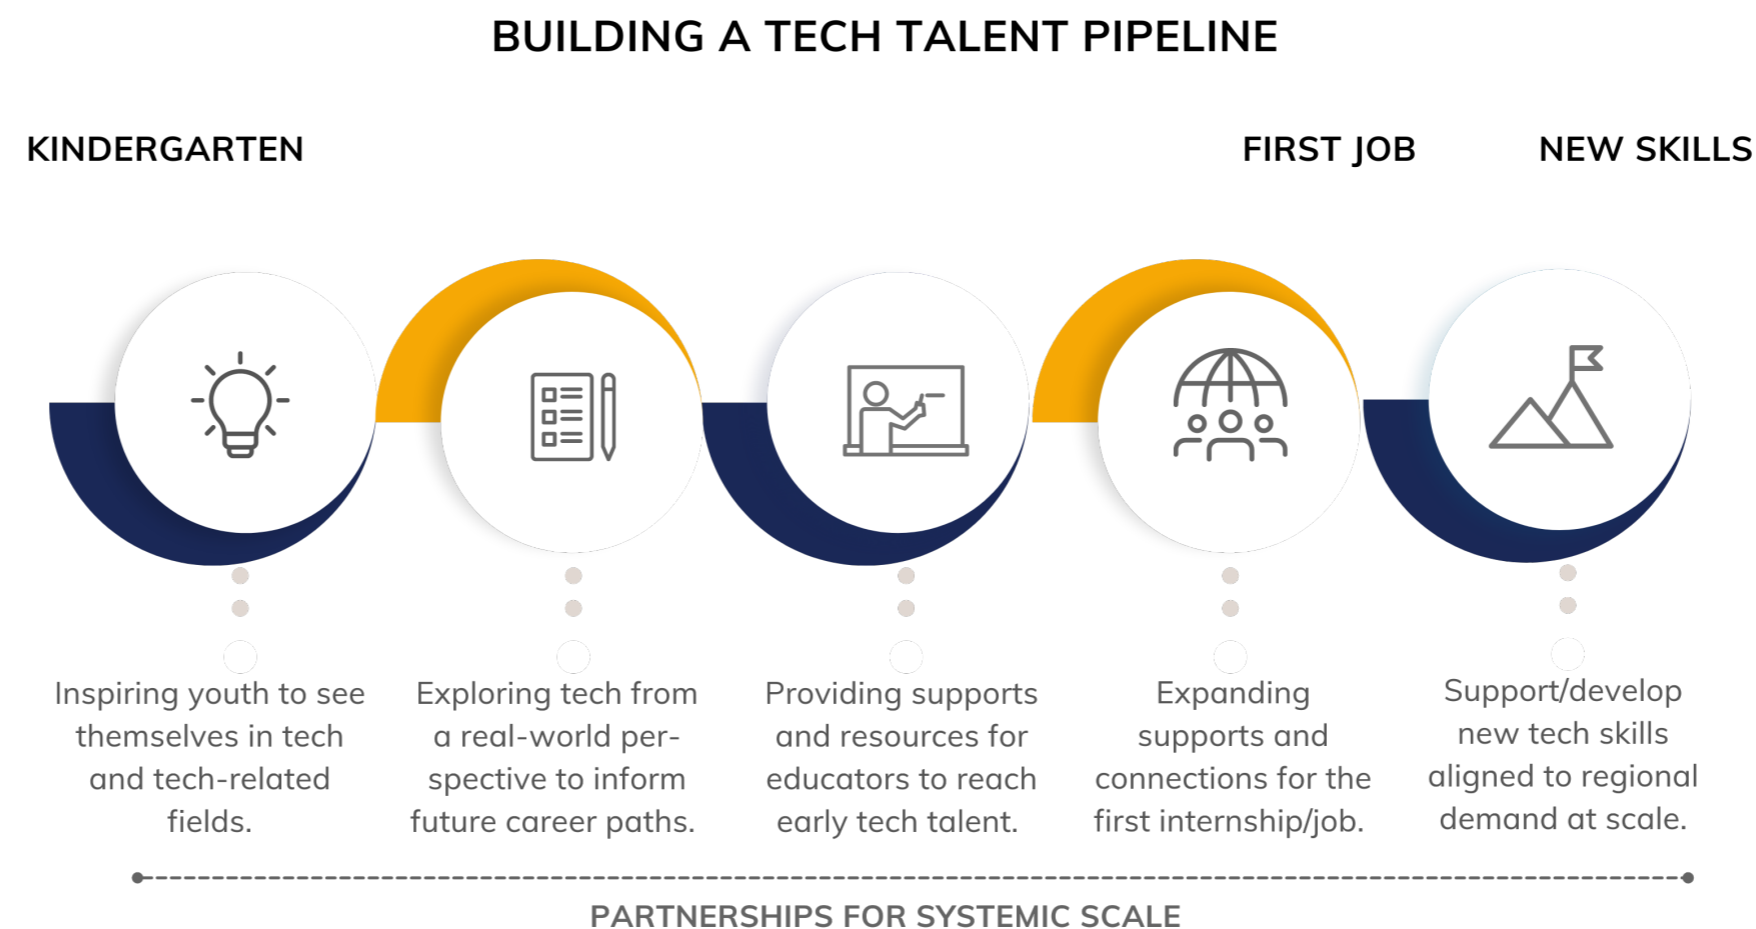 BUILDING A TECH TALENT PIPELINE
KINDERGARTEN
FIRST JOB
NEW SKILLS
Inspiring youth to see
themselves in tech
and tech-related
fields.
Exploring tech from
a real-world per-
spective to inform
future career paths.
Providing supports
and resources for
educators to reach
early tech talent.
Expanding
supports and
connections for the
first internship/job.
Support/develop
new tech skills
aligned to regional
demand at scale.
PARTNERSHIPS FOR SYSTEMIC SCALE